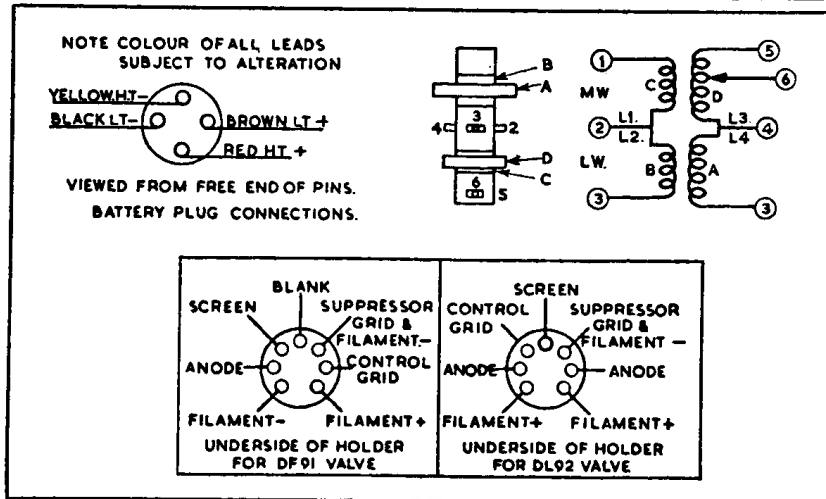 NOTE COLOUR OF ALL LEADS
SUBJECT TO ALTERATION
YELLOW.H.T-
BLACK LT-
BROWN LT +
RED H.T. +
VIEWED FROM FREE END OF PINS.
BATTERY PLUG CONNECTIONS.
B
A
3
4
2
D
C
6
5
1
5
C
D
6
MW
2
L1.
L2.
L3.
L4
4
LW.
B
A
3
3
BLANK
SCREEN
SUPPRESSOR
GRID &
FILAMENT.-
ANODE
CONTROL
GRID
FILAMENT-
FILAMENT+
UNDERSIDE OF HOLDER
FOR DF91 VALVE
SCREEN
CONTROL
GRID
SUPPRESSOR
GRID &
FILAMENT -
ANODE
ANODE
FILAMENT+
FILAMENT+
UNDERSIDE OF HOLDER
FOR DL92 VALVE